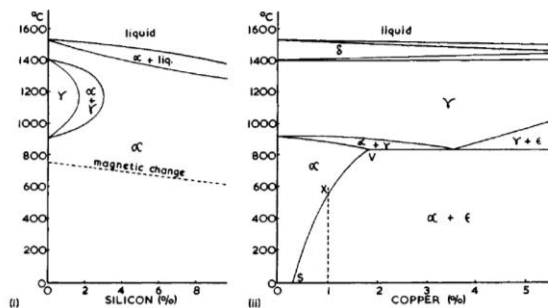 °C
1600
1400
1200
1000
800
600
400
200
0
liquid
α + liq.
γ
α
+
γ
α
magnetic change
0 2 4 6 8
(i) SILICON (%)
°C
1600
1400
1200
1000
800
600
400
200
0
liquid
δ
γ
α + γ
γ + ϵ
V
α
X
α + ϵ
S
0 1 2 3 4 5
(ii) COPPER (%)